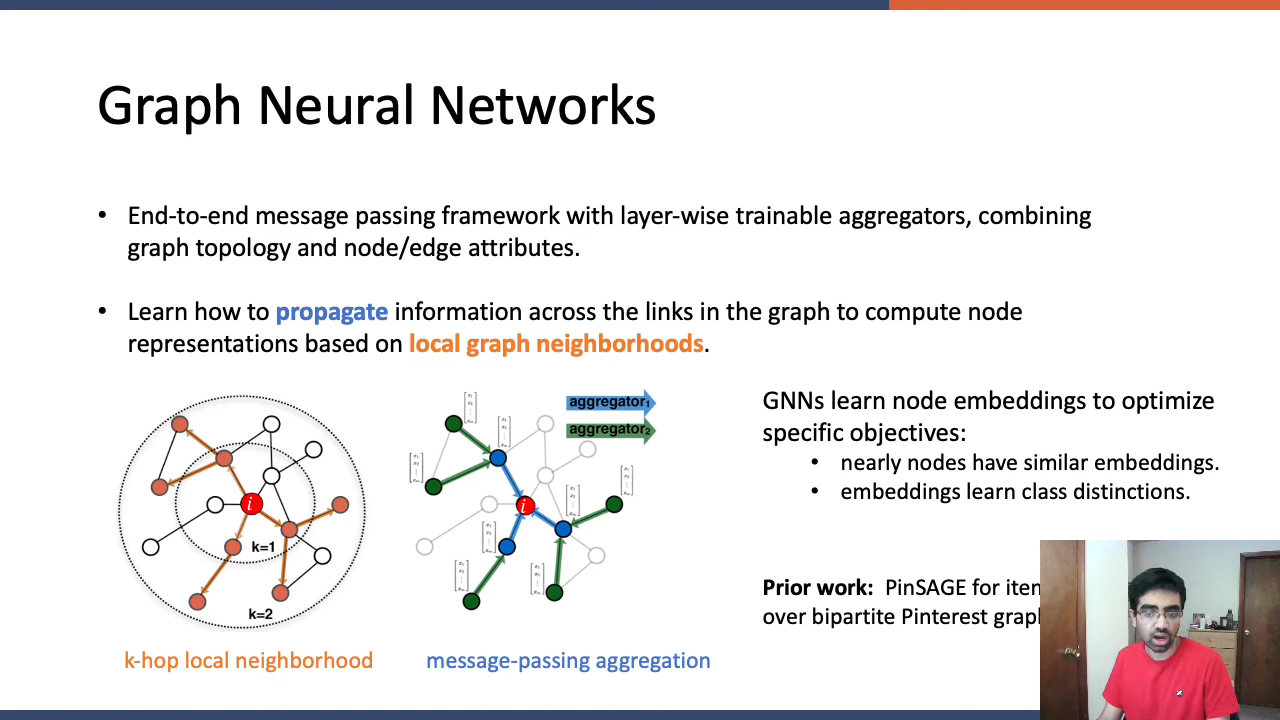 Graph Neural Networks
• End-to-end message passing framework with layer-wise trainable aggregators, combining
graph topology and node/edge attributes.
• Learn how to propagate information across the links in the graph to compute node
representations based on local graph neighborhoods.
i
k=1
k=2
k-hop local neighborhood
aggregator₁
aggregator₂
i
message-passing aggregation
GNNs learn node embeddings to optimize
specific objectives:
• nearly nodes have similar embeddings.
• embeddings learn class distinctions.
Prior work: PinSAGE for
over bipartite Pinterest